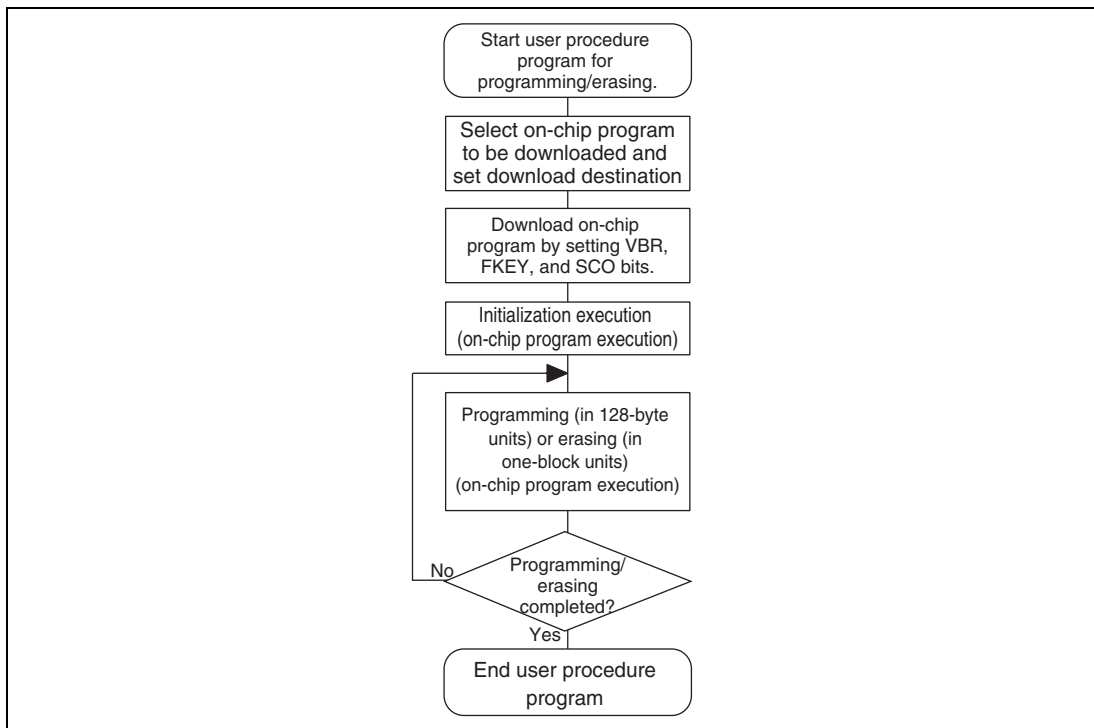 Start user procedure
program for
programming/erasing.
Select on-chip program
to be downloaded and
set download destination
Download on-chip
program by setting VBR,
FKEY, and SCO bits.
Initialization execution
(on-chip program execution)
Programming (in 128-byte
units) or erasing (in
one-block units)
(on-chip program execution)
No
Programming/
erasing
completed?
Yes
End user procedure
program